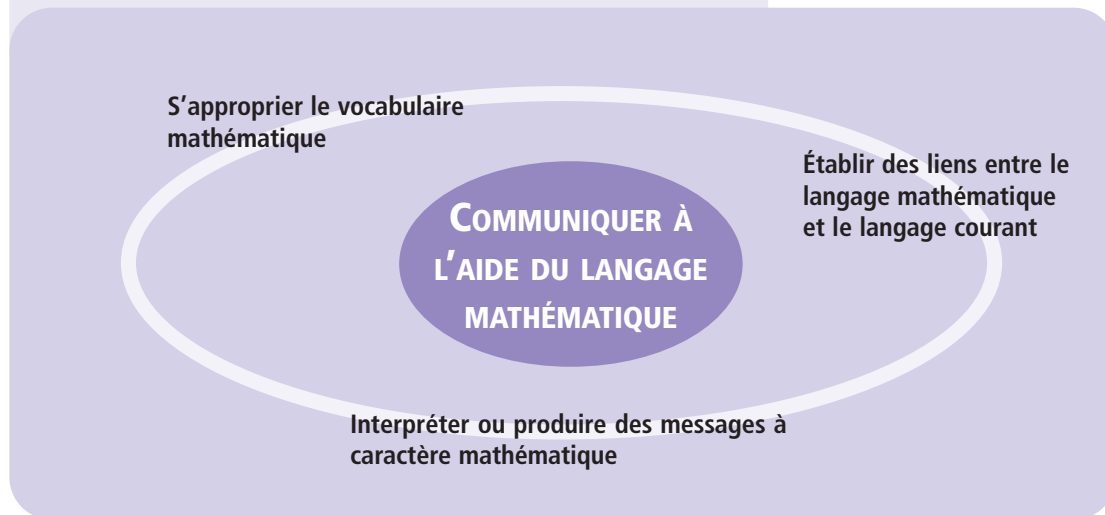 S'approprier le vocabulaire
mathématique
Établir des liens entre le
langage mathématique
et le langage courant
COMMUNIQUER À
L'AIDE DU LANGAGE
MATHÉMATIQUE
Interpréter ou produire des messages à
caractère mathématique